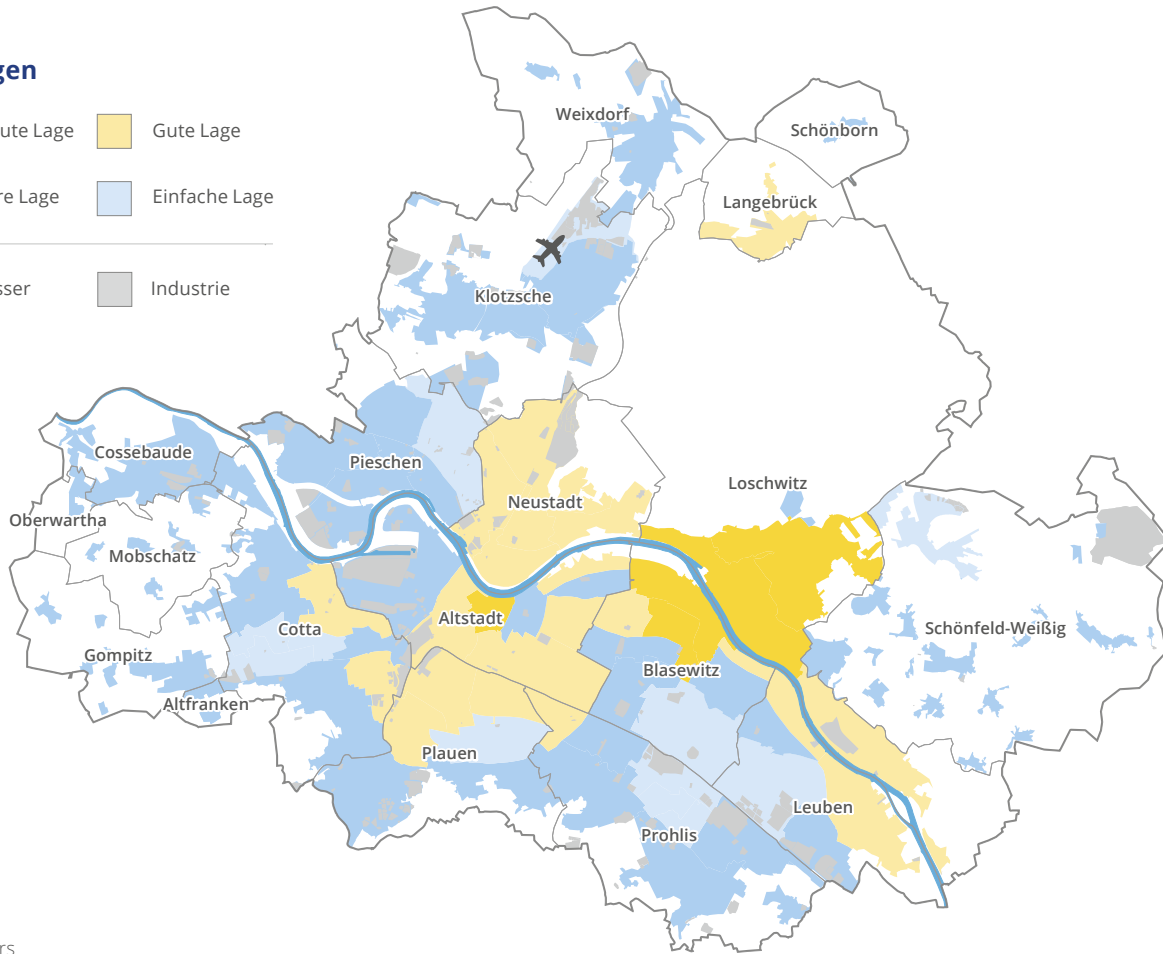 gen
ute Lage
Gute Lage
re Lage
Einfache Lage
sser
Industrie
Weixdorf
Schönborn
Langebrück
Klotzsche
Cossebaude
Pieschen
Loschwitz
Neustadt
Oberwartha
Mobschatz
Altstadt
Cotta
Schönfeld-Weißig
Gompitz
Blasewitz
Altfranken
Plauen
Leuben
Prohlis
rs